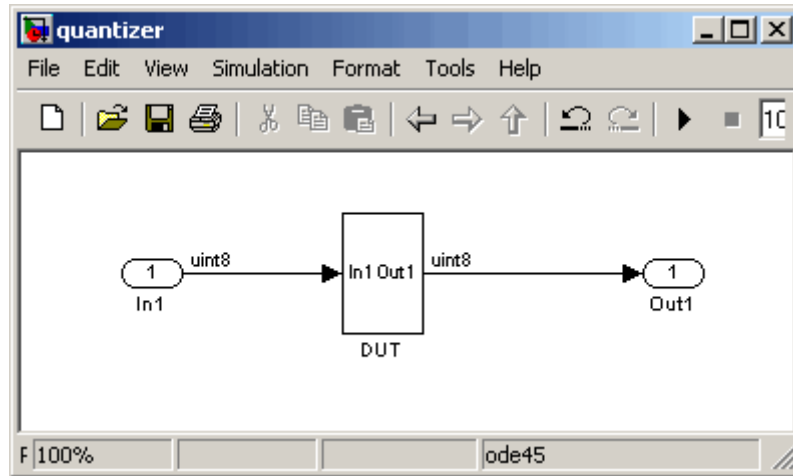 quantizer
File Edit View Simulation Format Tools Help
10
1 uint8 In1 Out1 uint8 1
In1 Out1
DUT
F 100% ode45